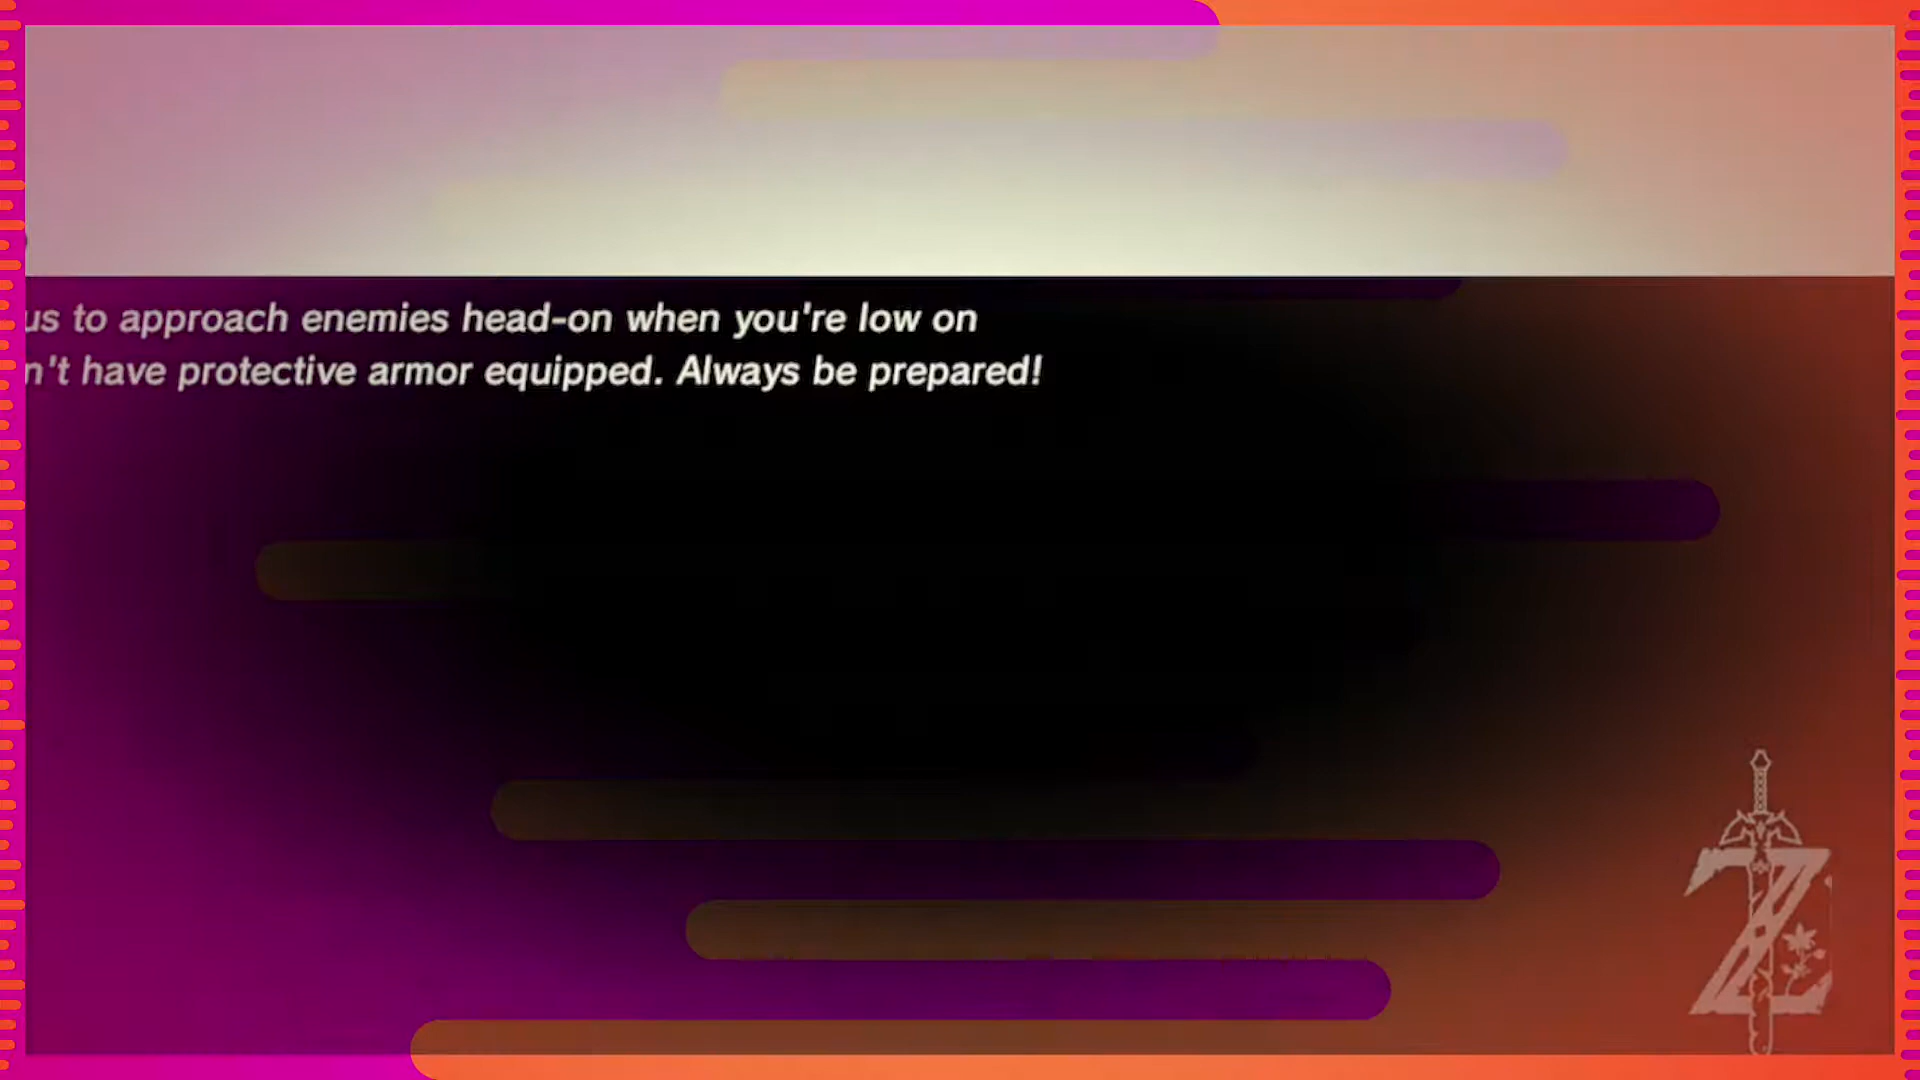 us to approach enemies head-on when you're low on
n't have protective armor equipped. Always be prepared!
Z